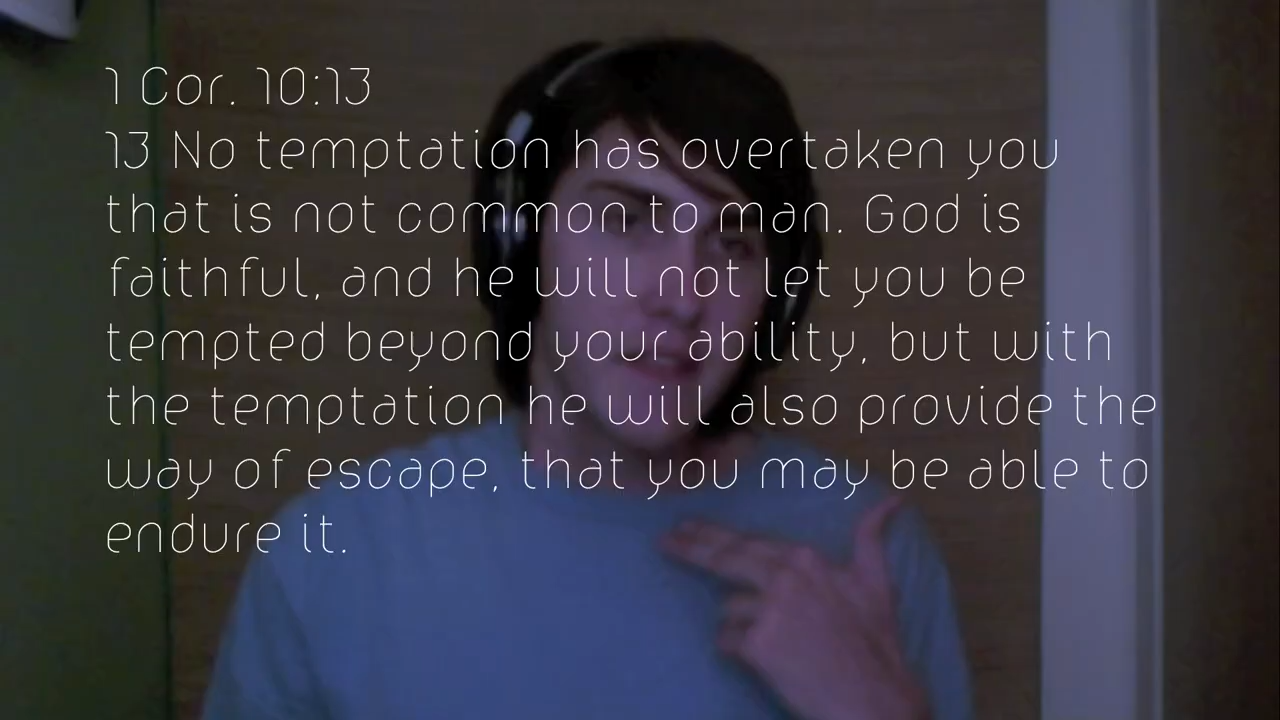 1 Cor. 10:13
13 No temptation has overtaken you
that is not common to man. God is
faithful, and he will not let you be
tempted beyond your ability, but with
the temptation he will also provide the
way of escape, that you may be able to
endure it.